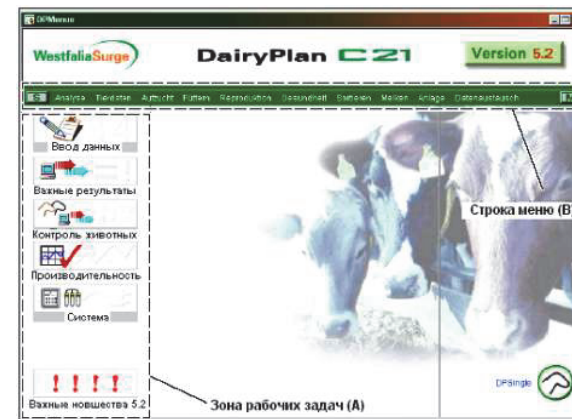 DPMenue
WestfaliaSurge
DairyPlan C21
Version 5.2
Analyse Tierlisten Aufzucht Füttern Reproduktion Gesundheit Sortieren Melken Anlage Datenaustausch
Ввод данных
Важные результаты
Контроль животных
Производительность
Система
Важные новшества 5.2
Строка меню (В)
DPSingle
Зона рабочих задач (А)